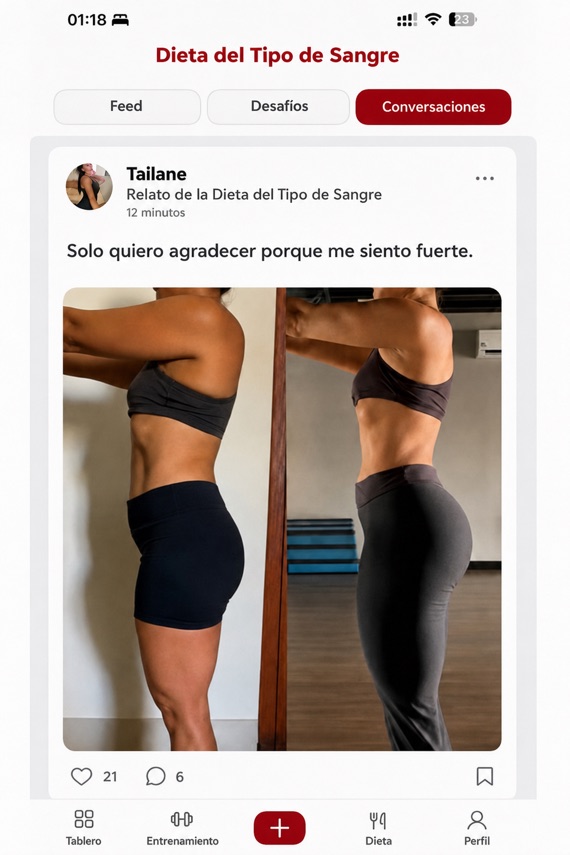 01:18
23
Dieta del Tipo de Sangre
Feed
Desafíos
Conversaciones
Tailane
Relato de la Dieta del Tipo de Sangre
12 minutos
Solo quiero agradecer porque me siento fuerte.
21
6
Tablero
Entrenamiento
Dieta
Perfil